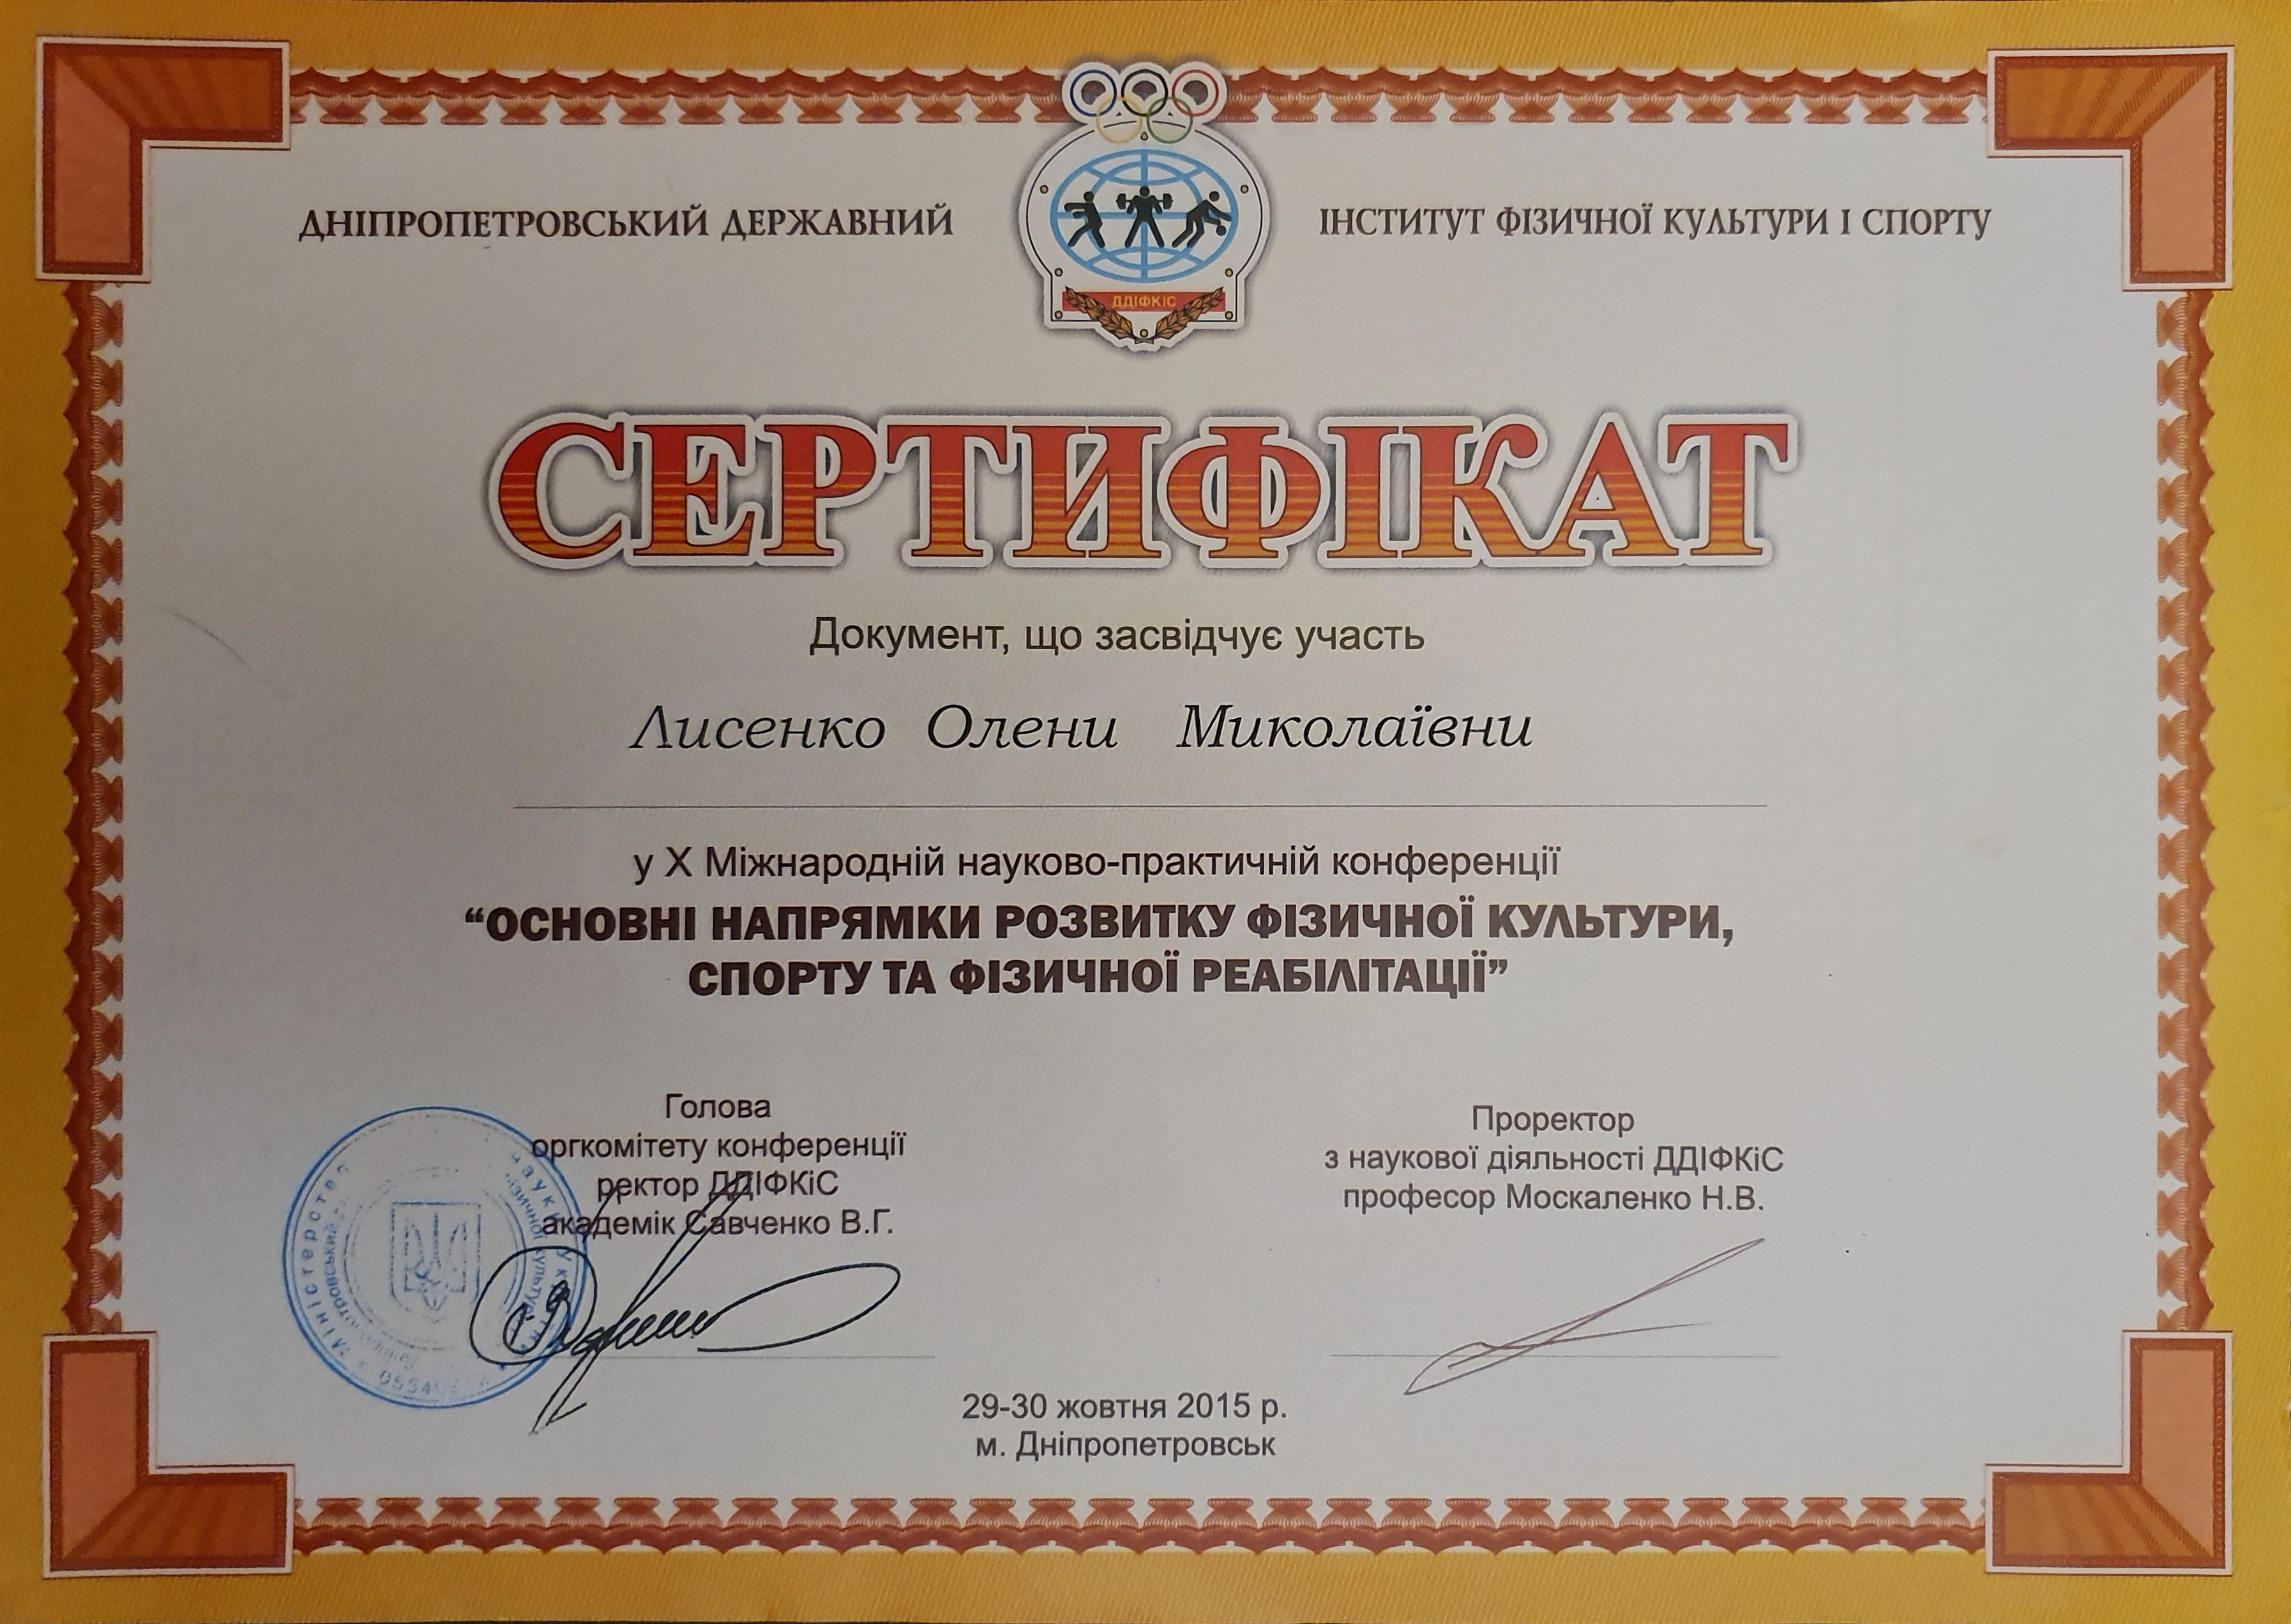 ДНІПРОПЕТРОВСЬКИЙ ДЕРЖАВНИЙ ІНСТИТУТ ФІЗИЧНОЇ КУЛЬТУРИ І СПОРТУ
ДДІФКіС
СЕРТИФІКАТ
Документ, що засвідчує участь
Лисенко Олени Миколаївни
у X Міжнародній науково-практичній конференції
“ОСНОВНІ НАПРЯМКИ РОЗВИТКУ ФІЗИЧНОЇ КУЛЬТУРИ,
СПОРТУ ТА ФІЗИЧНОЇ РЕАБІЛІТАЦІЇ”
Голова
оргкомітету конференції
ректор ДДІФКіС
академік Савченко В.Г.
Проректор
з наукової діяльності ДДІФКіС
професор Москаленко Н.В.
Міністерство науки
29-30 жовтня 2015 р.
м. Дніпропетровськ